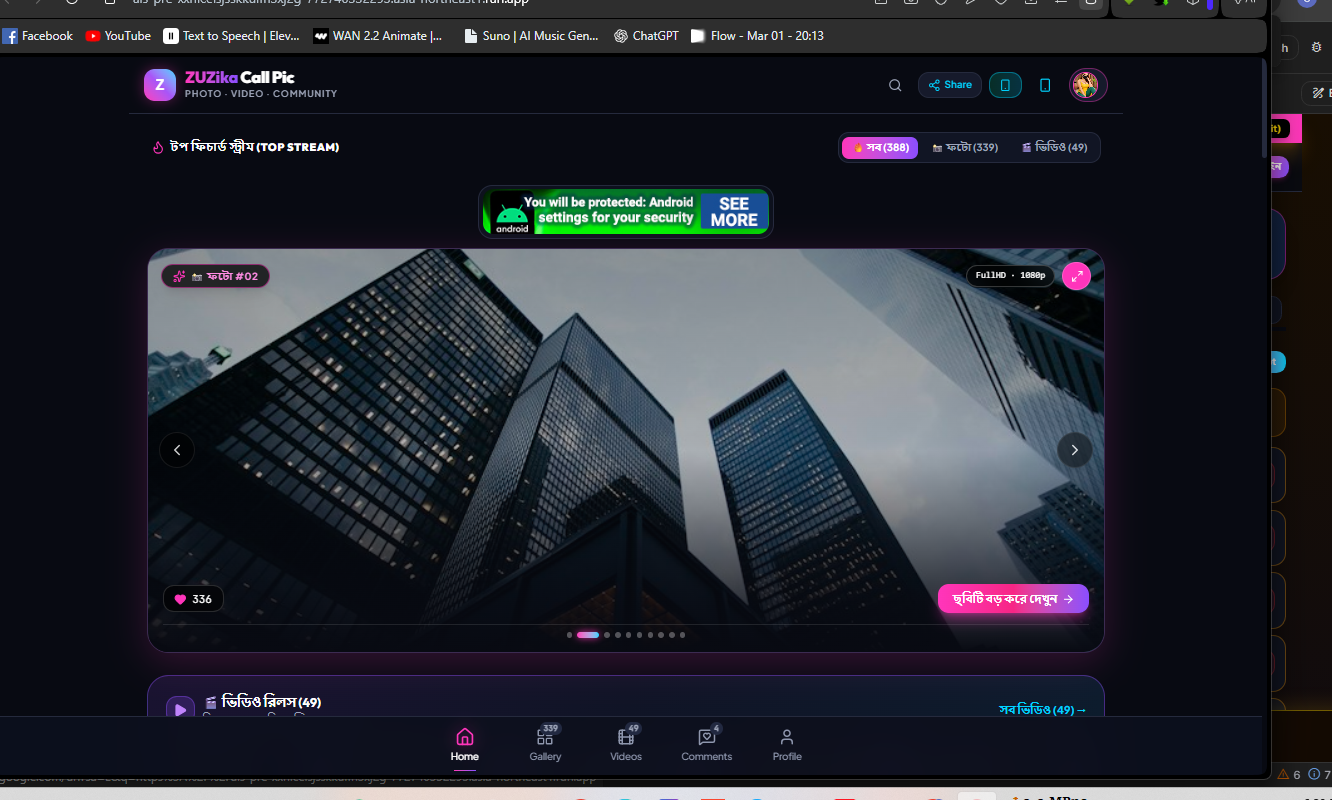 Facebook
YouTube
Text to Speech | Elev...
WAN 2.2 Animate |...
Suno | AI Music Gen...
ChatGPT
Flow - Mar 01 - 20:13
Z
ZUZika Call Pic
PHOTO · VIDEO · COMMUNITY
Share
টপ ফিচার্ড স্ট্রীম (TOP STREAM)
সব (388)
ফটো (339)
ভিডিও (49)
android
You will be protected: Android
settings for your security
SEE
MORE
ফটো #02
FullHD · 1080p
336
ছবিটি বড় করে দেখুন →
ভিডিও রিলস (49)
সব ভিডিও (49) →
339
49
4
Home
Gallery
Videos
Comments
Profile
6
7